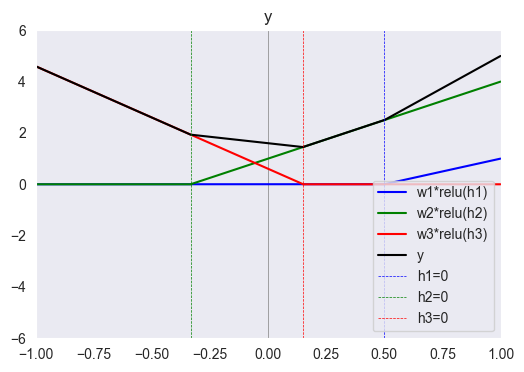 y
6
4
2
0
−2
−4
−6
w1*relu(h1)
w2*relu(h2)
w3*relu(h3)
y
h1=0
h2=0
h3=0
−1.00 −0.75 −0.50 −0.25 0.00 0.25 0.50 0.75 1.00